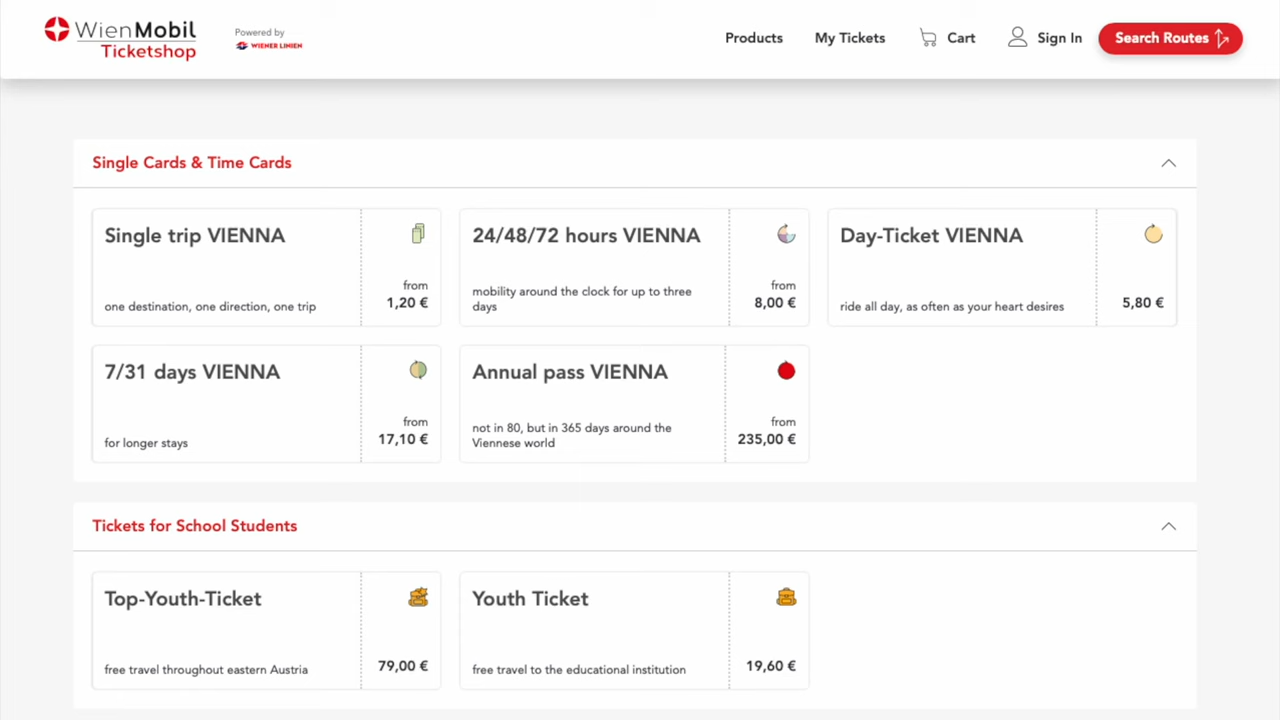 WienMobil
Ticketshop
Powered by
WIENER LINIEN
Products
My Tickets
Cart
Sign In
Search Routes
Single Cards & Time Cards
Single trip VIENNA
one destination, one direction, one trip
from
1,20 €
24/48/72 hours VIENNA
mobility around the clock for up to three
days
from
8,00 €
Day-Ticket VIENNA
ride all day, as often as your heart desires
5,80 €
7/31 days VIENNA
for longer stays
from
17,10 €
Annual pass VIENNA
not in 80, but in 365 days around the
Viennese world
from
235,00 €
Tickets for School Students
Top-Youth-Ticket
free travel throughout eastern Austria
79,00 €
Youth Ticket
free travel to the educational institution
19,60 €